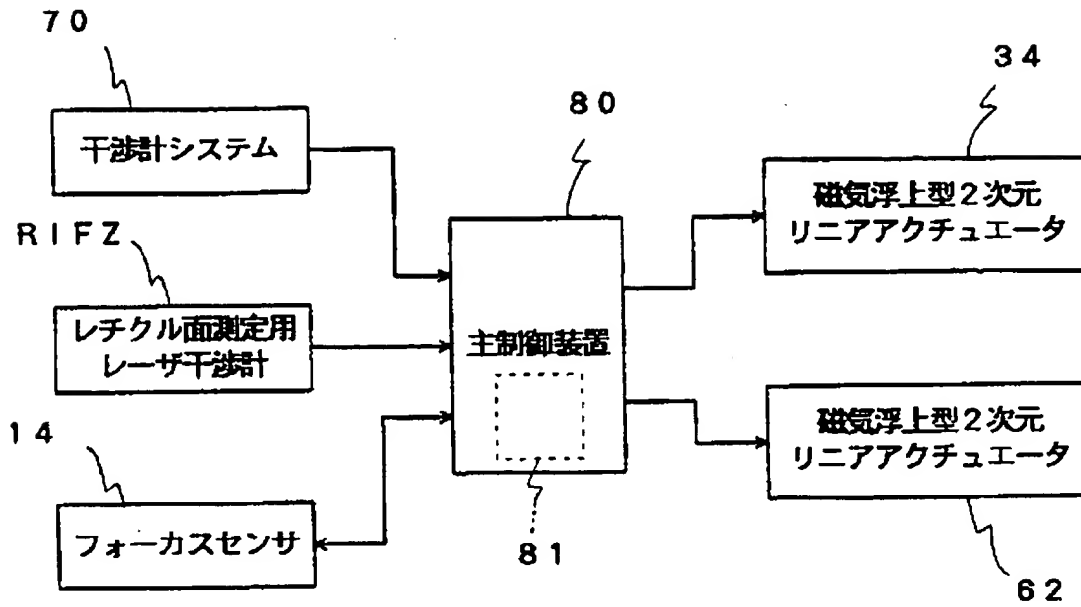 70
干渉計システム
RIFZ
レチクル面測定用
レーザ干渉計
14
フォーカスセンサ
80
主制御装置
81
34
磁気浮上型2次元
リニアアクチュエータ
磁気浮上型2次元
リニアアクチュエータ
62